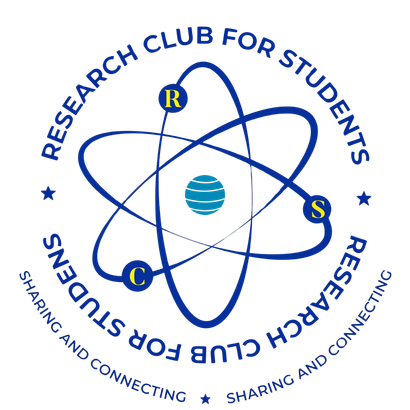 RESEARCH CLUB FOR STUDENTS
R
S
C
RESEARCH CLUB FOR STUDENS
SHARING AND CONNECTING
SHARING AND CONNECTING